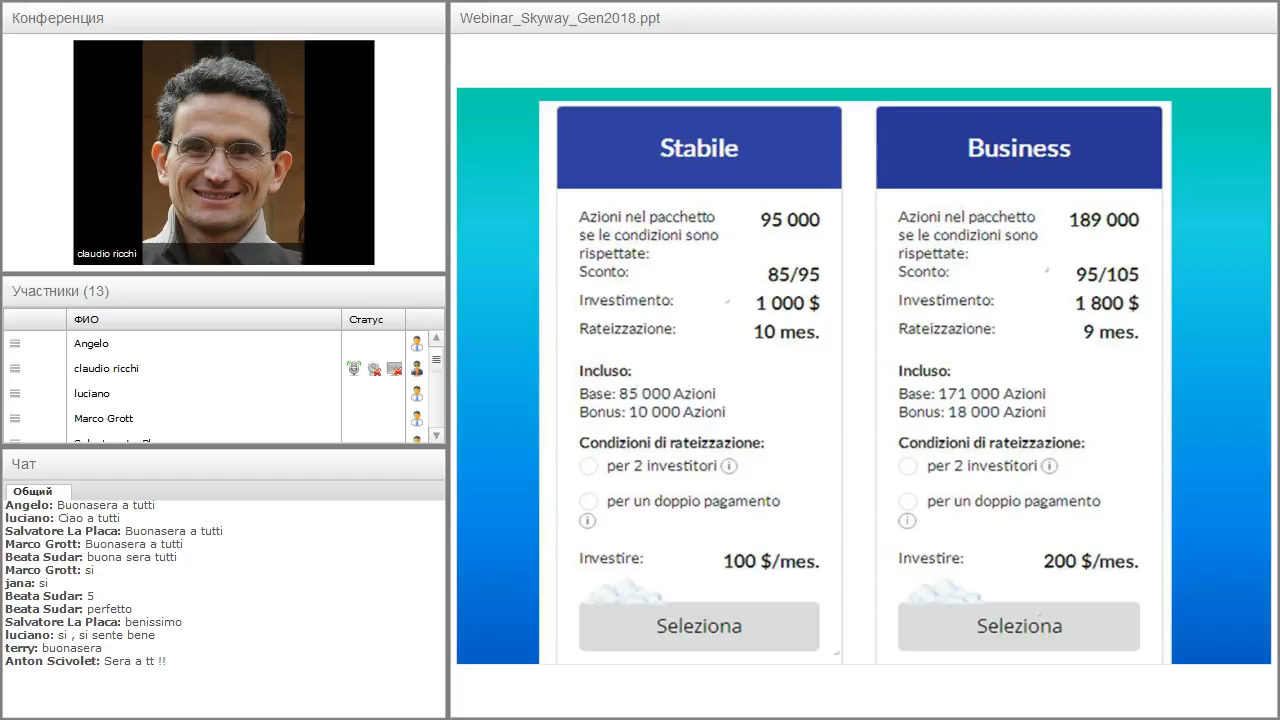 Конференция
claudio ricchi
Участники (13)
ФИО Статус
Angelo
claudio ricchi
luciano
Marco Grott
Чат
Общий
Angelo: Buonasera a tutti
luciano: Ciao a tutti
Salvatore La Placa: Buonasera a tutti
Marco Grott: Buonasera a tutti
Beata Sudar: buona sera tutti
Marco Grott: si
jana: si
Beata Sudar: 5
Beata Sudar: perfetto
Salvatore La Placa: benissimo
luciano: si , si sente bene
terry: buonasera
Anton Scivolet: Sera a tt !!
Webinar_Skyway_Gen2018.ppt
Stabile
Azioni nel pacchetto 95 000
se le condizioni sono
rispettate:
Sconto: 85/95
Investimento: 1 000 $
Rateizzazione: 10 mes.
Incluso:
Base: 85 000 Azioni
Bonus: 10 000 Azioni
Condizioni di rateizzazione:
per 2 investitori
per un doppio pagamento
Investire: 100 $/mes.
Seleziona
Business
Azioni nel pacchetto 189 000
se le condizioni sono
rispettate:
Sconto: 95/105
Investimento: 1 800 $
Rateizzazione: 9 mes.
Incluso:
Base: 171 000 Azioni
Bonus: 18 000 Azioni
Condizioni di rateizzazione:
per 2 investitori
per un doppio pagamento
Investire: 200 $/mes.
Seleziona